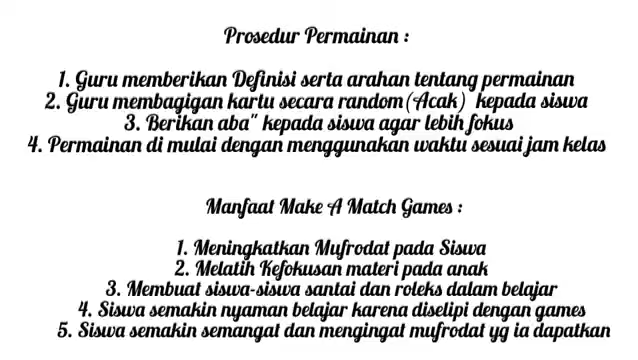 Prosedur Permainan :
1. Guru memberikan Definisi serta arahan tentang permainan
2. Guru membagigan kartu secara random(Acak) kepada siswa
3. Berikan aba" kepada siswa agar lebih fokus
4. Permainan di mulai dengan menggunakan waktu sesuai jam kelas
Manfaat Make A Match Games :
1. Meningkatkan Mufrodat pada Siswa
2. Melatih Kefokusan materi pada anak
3. Membuat siswa-siswa santai dan roleks dalam belajar
4. Siswa semakin nyaman belajar karena diselipi dengan games
5. Siswa semakin semangat dan mengingat mufrodat yg ia dapatkan